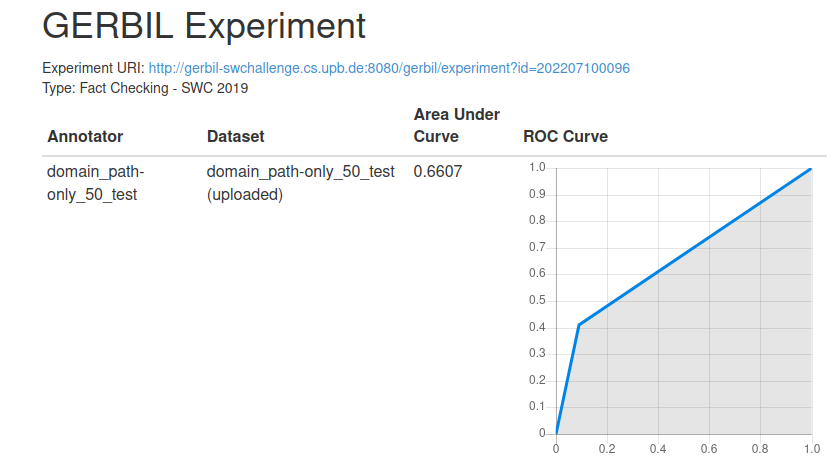 GERBIL Experiment
Experiment URI: http://gerbil-swchallenge.cs.upb.de:8080/gerbil/experiment?id=202207100096
Type: Fact Checking - SWC 2019
Annotator Dataset Area Under Curve ROC Curve
domain_path-only_50_test domain_path-only_50_test (uploaded) 0.6607
1.0
0.9
0.8
0.7
0.6
0.5
0.4
0.3
0.2
0.1
0
0 0.2 0.4 0.6 0.8 1.0